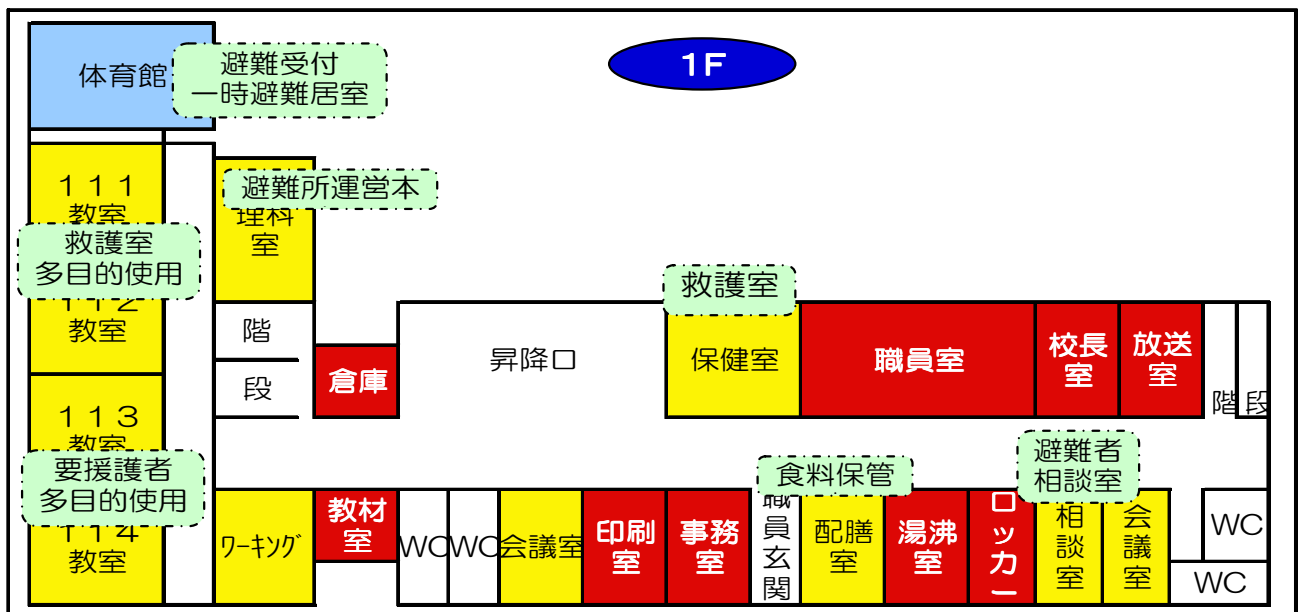 体育館
避難受付
一時避難居室
1F
111
教室
救護室
多目的使用
112
教室
113
教室
要援護者
多目的使用
114
教室
避難所運営本
理科
室
階
段
倉庫
昇降口
救護室
保健室
職員室
校長
室
放送
室
階段
ワーキング
教材
室
WC
WC
会議室
印刷
室
事務
室
職員玄関
食料保管
配膳
室
湯沸
室
ロッカー
避難者
相談室
相談室
会議室
WC
WC